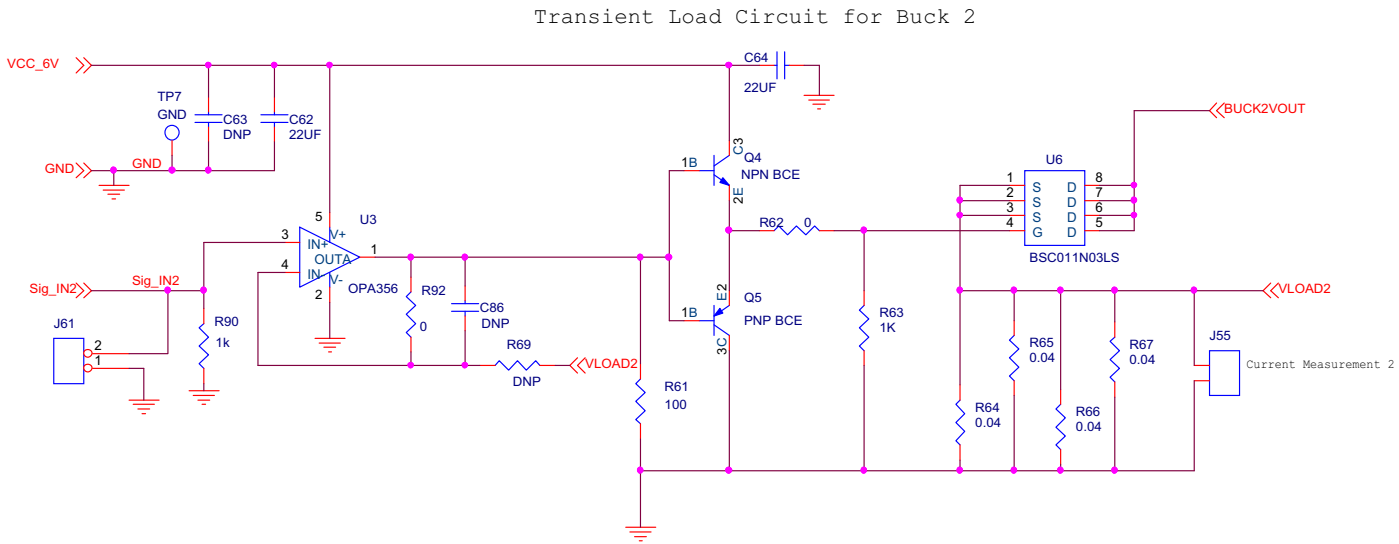 Transient Load Circuit for Buck 2
VCC_6V
C64
22UF
TP7
GND
C63
DNP
C62
22UF
GND
GND
BUCK2VOUT
C3
1B
Q4
NPN BCE
2E
U6
1 S D 8
2 S D 7
3 S D 6
4 G D 5
BSC011N03LS
R62 0
5
U3
V+
3 IN+
OUTA 1
4 IN
V-
2
OPA356
Sig_IN2
Sig_IN2
R92
0
C86
DNP
E2
1B
Q5
PNP BCE
3C
VLOAD2
J61
2
1
R90
1k
R63
1K
R65
0.04
R67
0.04
J55
Current Measurement 2
R69
DNP
VLOAD2
R61
100
R64
0.04
R66
0.04